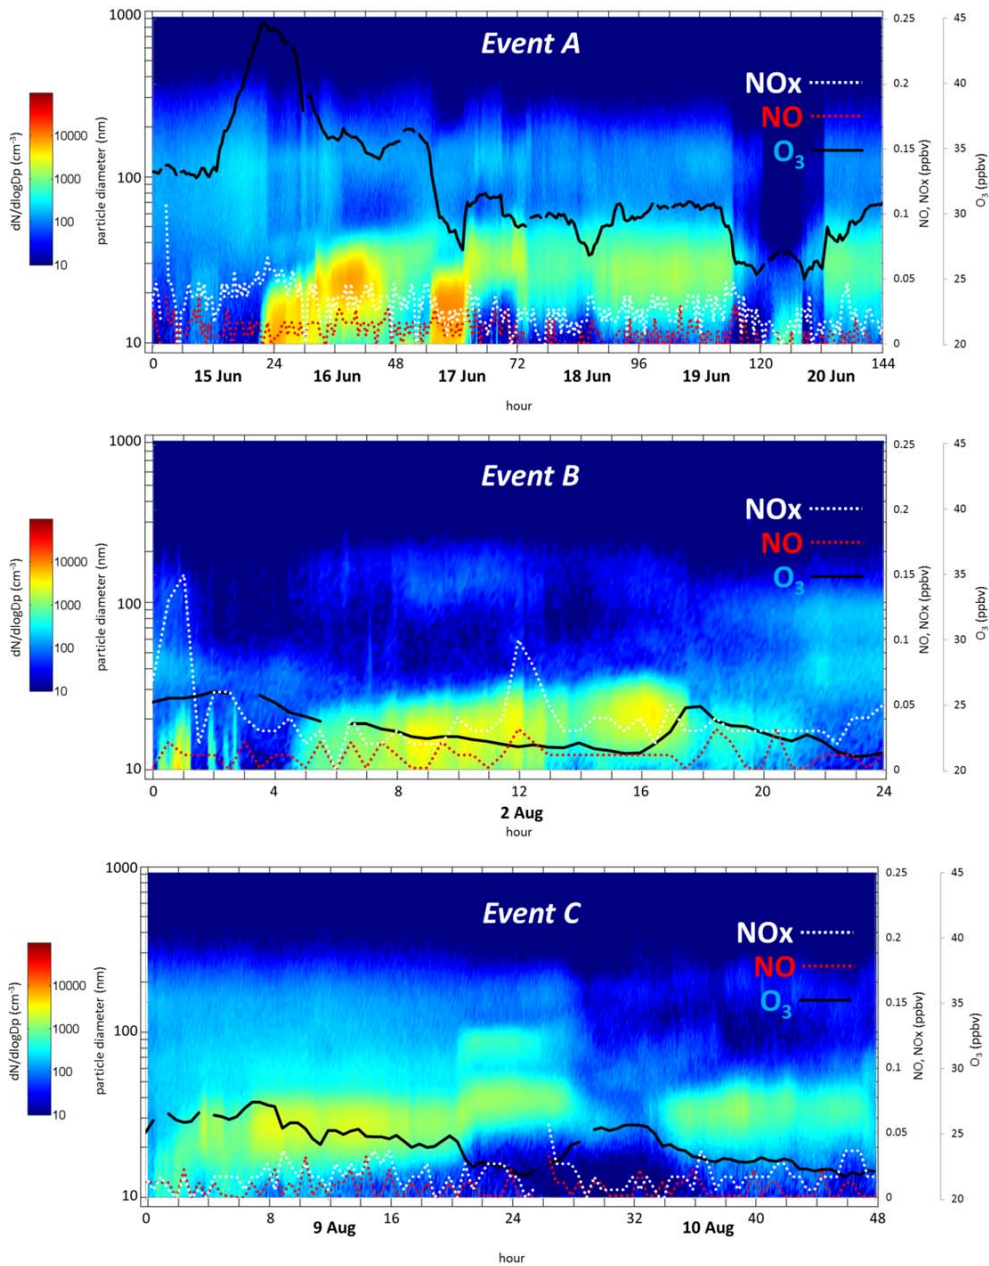 Event A
NOx
NO
O3
1000
100
10
particle diameter (nm)
dN/dlogDp (cm-3)
10000
1000
100
10
0.25
0.2
0.15
0.1
0.05
0
NO, NOx (ppbv)
45
40
35
30
25
20
O3 (ppbv)
0 24 48 72 96 120 144
15 Jun 16 Jun 17 Jun 18 Jun 19 Jun 20 Jun
hour
Event B
NOx
NO
O3
1000
100
10
particle diameter (nm)
dN/dlogDp (cm-3)
10000
1000
100
10
0.25
0.2
0.15
0.1
0.05
0
NO, NOx (ppbv)
45
40
35
30
25
20
O3 (ppbv)
0 4 8 12 16 20 24
2 Aug
hour
Event C
NOx
NO
O3
1000
100
10
particle diameter (nm)
dN/dlogDp (cm-3)
10000
1000
100
10
0.25
0.2
0.15
0.1
0.05
0
NO, NOx (ppbv)
45
40
35
30
25
20
O3 (ppbv)
0 8 16 24 32 40 48
9 Aug 10 Aug
hour